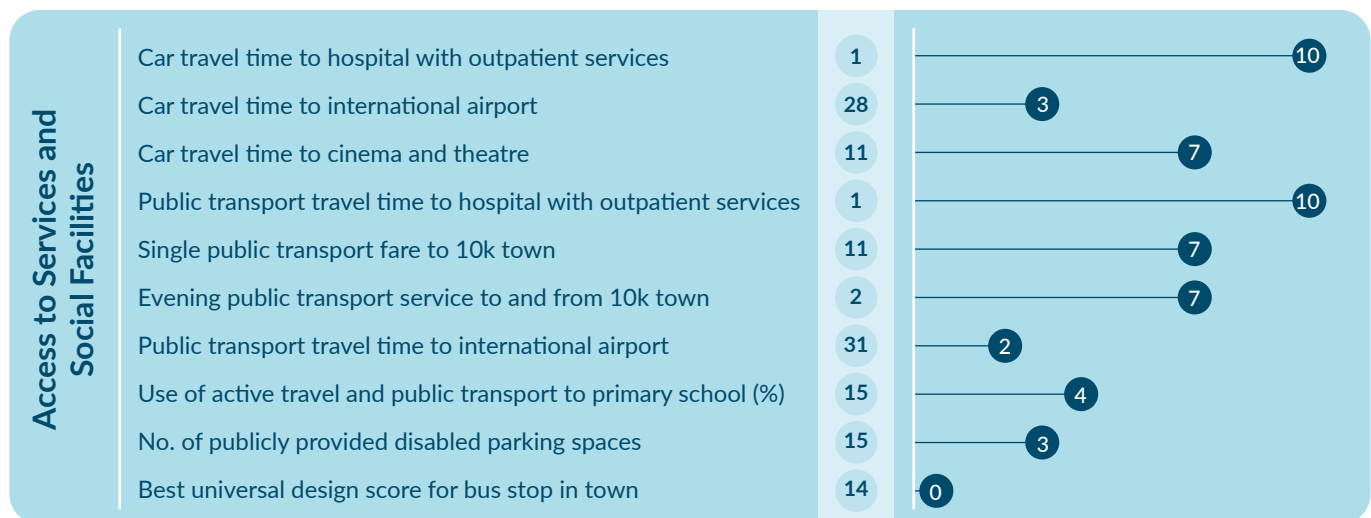 Access to Services and
Social Facilities
Car travel time to hospital with outpatient services 1 10
Car travel time to international airport 28 3
Car travel time to cinema and theatre 11 7
Public transport travel time to hospital with outpatient services 1 10
Single public transport fare to 10k town 11 7
Evening public transport service to and from 10k town 2 7
Public transport travel time to international airport 31 2
Use of active travel and public transport to primary school (%) 15 4
No. of publicly provided disabled parking spaces 15 3
Best universal design score for bus stop in town 14 0